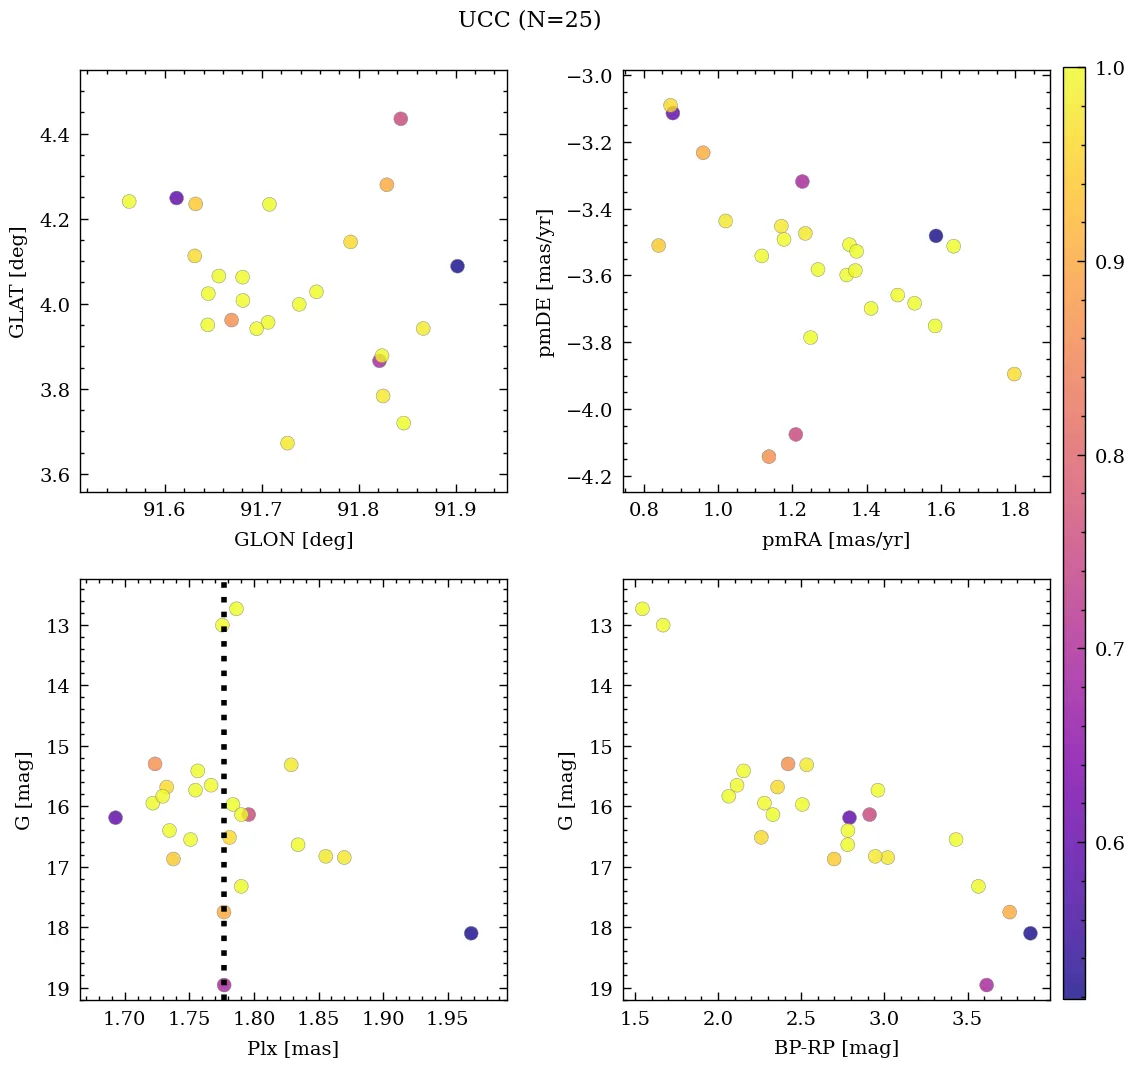 UCC (N=25)
4.4
4.2
4.0
3.8
3.6
GLAT [deg]
91.6 91.7 91.8 91.9
GLON [deg]
−3.0
−3.2
−3.4
−3.6
−3.8
−4.0
−4.2
pmDE [mas/yr]
0.8 1.0 1.2 1.4 1.6 1.8
pmRA [mas/yr]
13
14
15
16
17
18
19
G [mag]
1.70 1.75 1.80 1.85 1.90 1.95
Plx [mas]
13
14
15
16
17
18
19
G [mag]
1.5 2.0 2.5 3.0 3.5
BP-RP [mag]
1.0
0.9
0.8
0.7
0.6